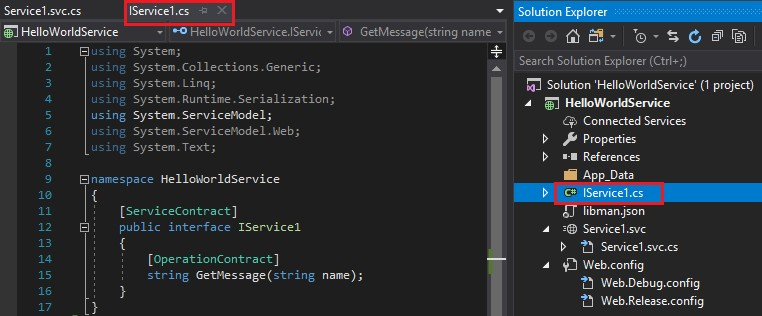 Service1.svc.cs IService1.cs
HelloWorldService HelloWorldService.IServic GetMessage(string name
1 using System;
2 using System.Collections.Generic;
3 using System.Linq;
4 using System.Runtime.Serialization;
5 using System.ServiceModel;
6 using System.ServiceModel.Web;
7 using System.Text;
8
9 namespace HelloWorldService
10 {
11 [ServiceContract]
12 public interface IService1
13 {
14 [OperationContract]
15 string GetMessage(string name);
16 }
17 }
Solution Explorer
Search Solution Explorer (Ctrl+;)
Solution 'HelloWorldService' (1 project)
HelloWorldService
Connected Services
Properties
References
App_Data
C# IService1.cs
libman.json
Service1.svc
Service1.svc.cs
Web.config
Web.Debug.config
Web.Release.config